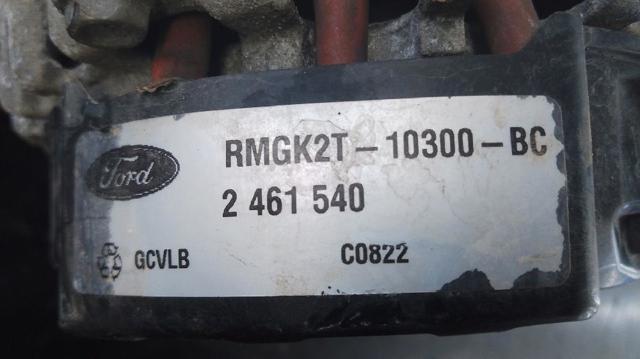 Ford
RMGK2T-10300-BC
2 461 540
GCVLB
C0822